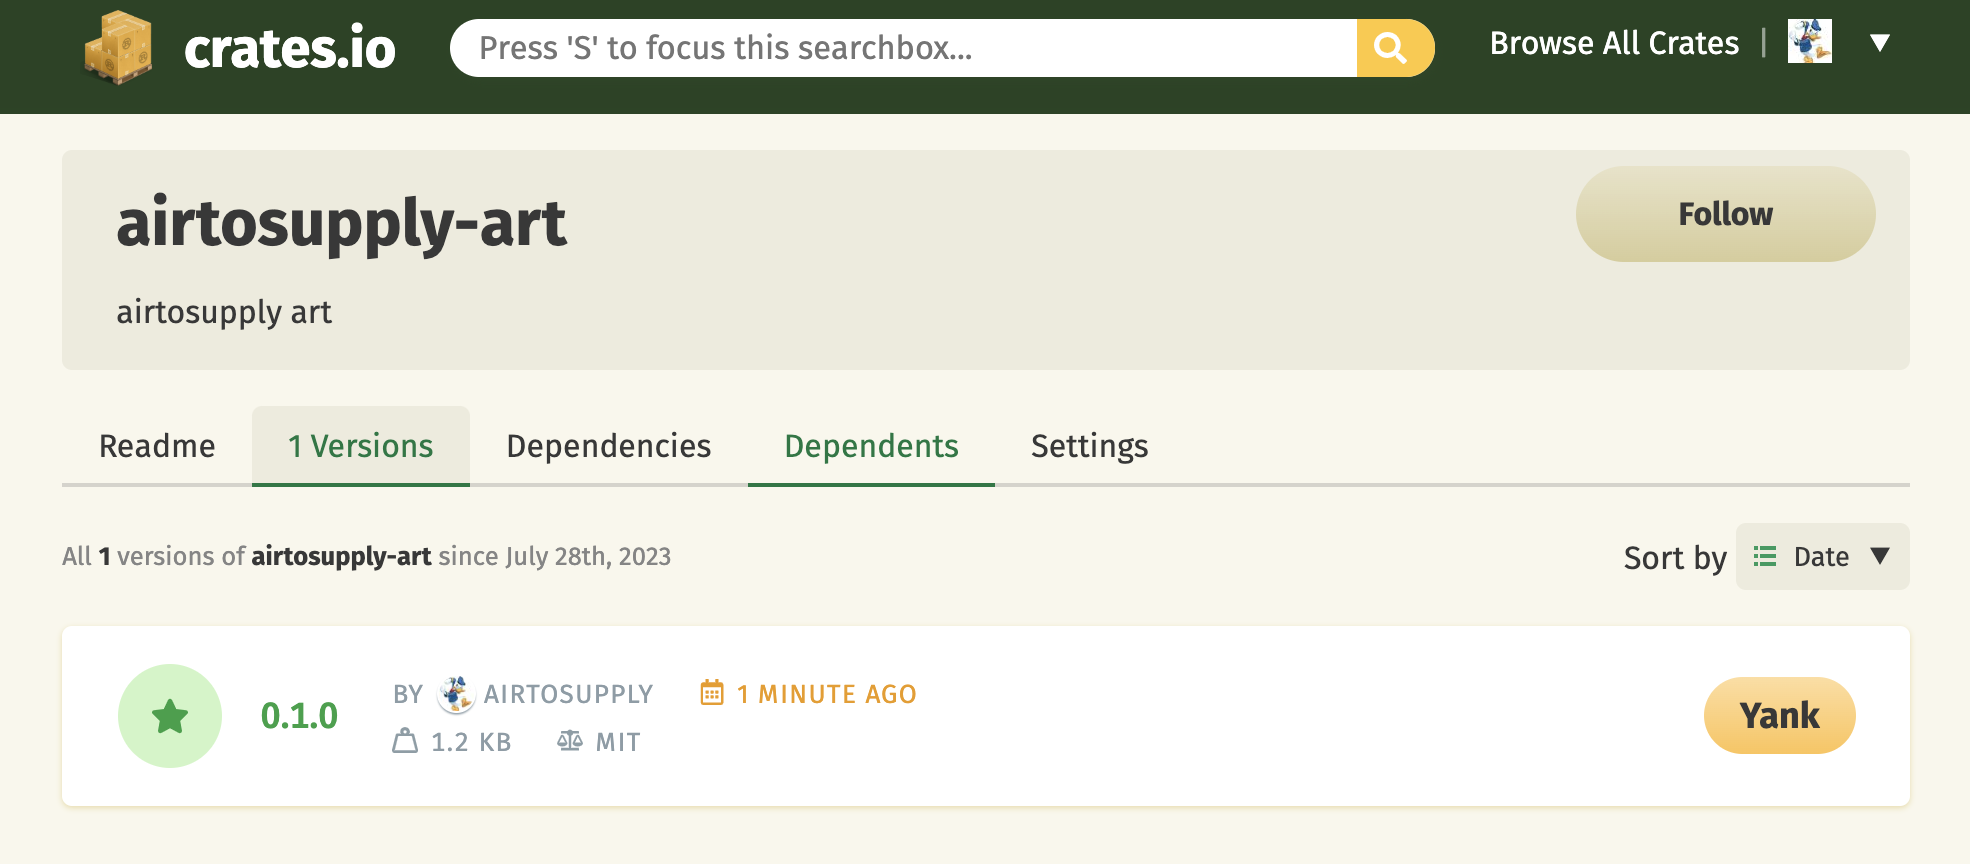 crates.io
Press 'S' to focus this searchbox...
Browse All Crates |
airtosupply-art
Follow
airtosupply art
Readme
1 Versions
Dependencies
Dependents
Settings
All 1 versions of airtosupply-art since July 28th, 2023
Sort by
Date
0.1.0
BY AIRTOSUPPLY
1 MINUTE AGO
1.2 KB
MIT
Yank